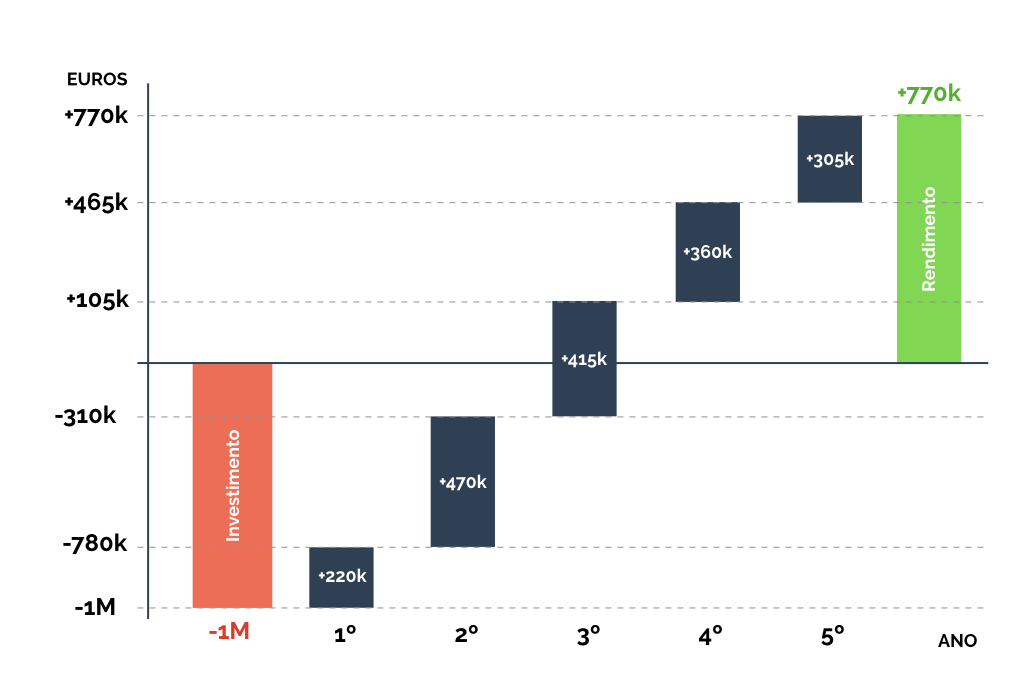 EUROS
+770k
+770k
+465k
+105k
-310k
-780k
-1M
Investimento
+220k
+470k
+415k
+360k
+305k
Rendimento
-1M
1º
2º
3º
4º
5º
ANO